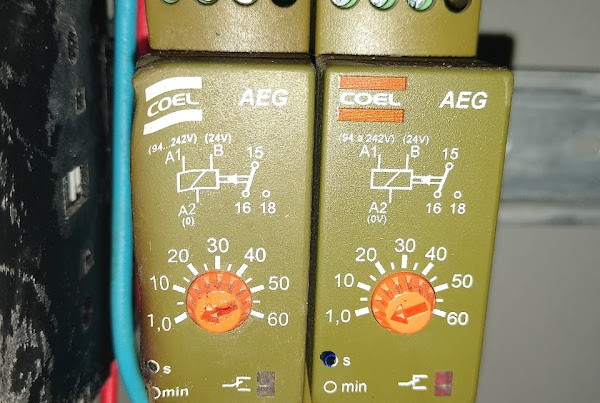 COEL AEG
(94...242V) (24V)
A1 B 15
A2 16 18
(0)
30
20 40
10 50
1,0 60
s
min
COEL AEG
(94 a 242V) (24V)
A1 B 15
A2 16 18
(0V)
30
20 40
10 50
1,0 60
s
min